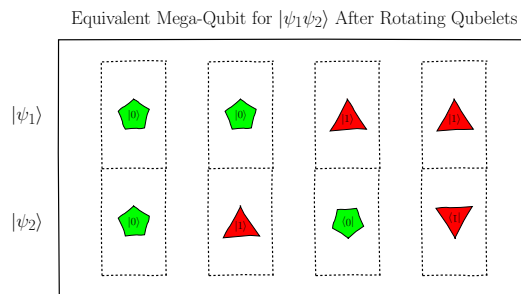 Equivalent Mega-Qubit for |ψ₁ψ₂⟩ After Rotating Qubelets
|ψ₁⟩ |0⟩ |0⟩ |1⟩ |1⟩
|ψ₂⟩ |0⟩ |1⟩ ⟨0| ⟨1|